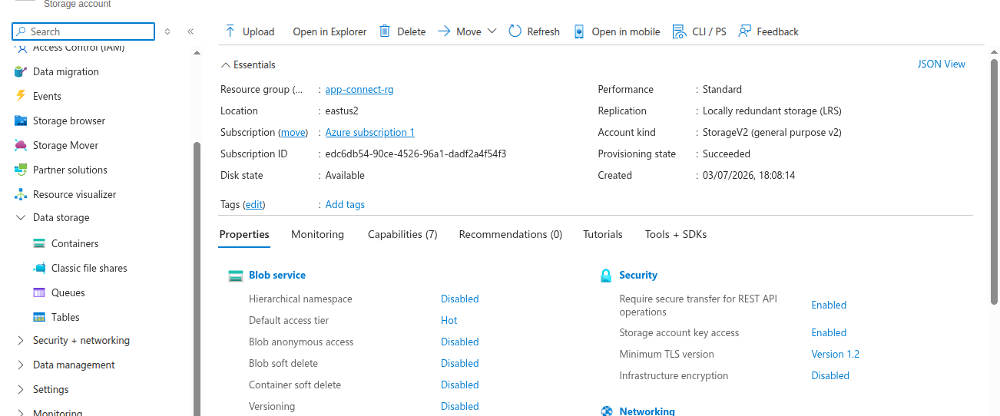 Storage account
Search
Upload Open in Explorer Delete Move Refresh Open in mobile CLI / PS Feedback
Access Control (IAM)
Data migration
Events
Storage browser
Storage Mover
Partner solutions
Resource visualizer
Data storage
Containers
Classic file shares
Queues
Tables
Security + networking
Data management
Settings
Monitoring
Essentials
JSON View
Resource group (... : app-connect-rg
Location : eastus2
Subscription (move) : Azure subscription 1
Subscription ID : edc6db54-90ce-4526-96a1-dadf2a4f54f3
Disk state : Available
Performance : Standard
Replication : Locally redundant storage (LRS)
Account kind : StorageV2 (general purpose v2)
Provisioning state : Succeeded
Created : 03/07/2026, 18:08:14
Tags (edit) : Add tags
Properties Monitoring Capabilities (7) Recommendations (0) Tutorials Tools + SDKs
Blob service
Hierarchical namespace Disabled
Default access tier Hot
Blob anonymous access Disabled
Blob soft delete Disabled
Container soft delete Disabled
Versioning Disabled
Security
Require secure transfer for REST API
operations Enabled
Storage account key access Enabled
Minimum TLS version Version 1.2
Infrastructure encryption Disabled
Networking